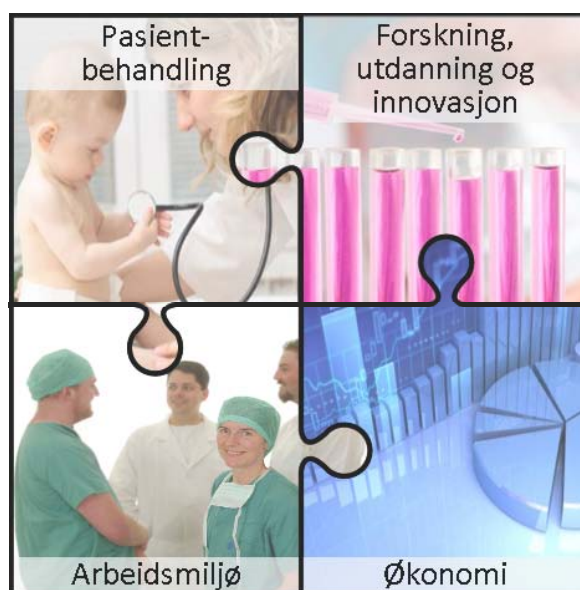 Pasient-
behandling
Forskning,
utdanning og
innovasjon
Arbeidsmiljø
Økonomi